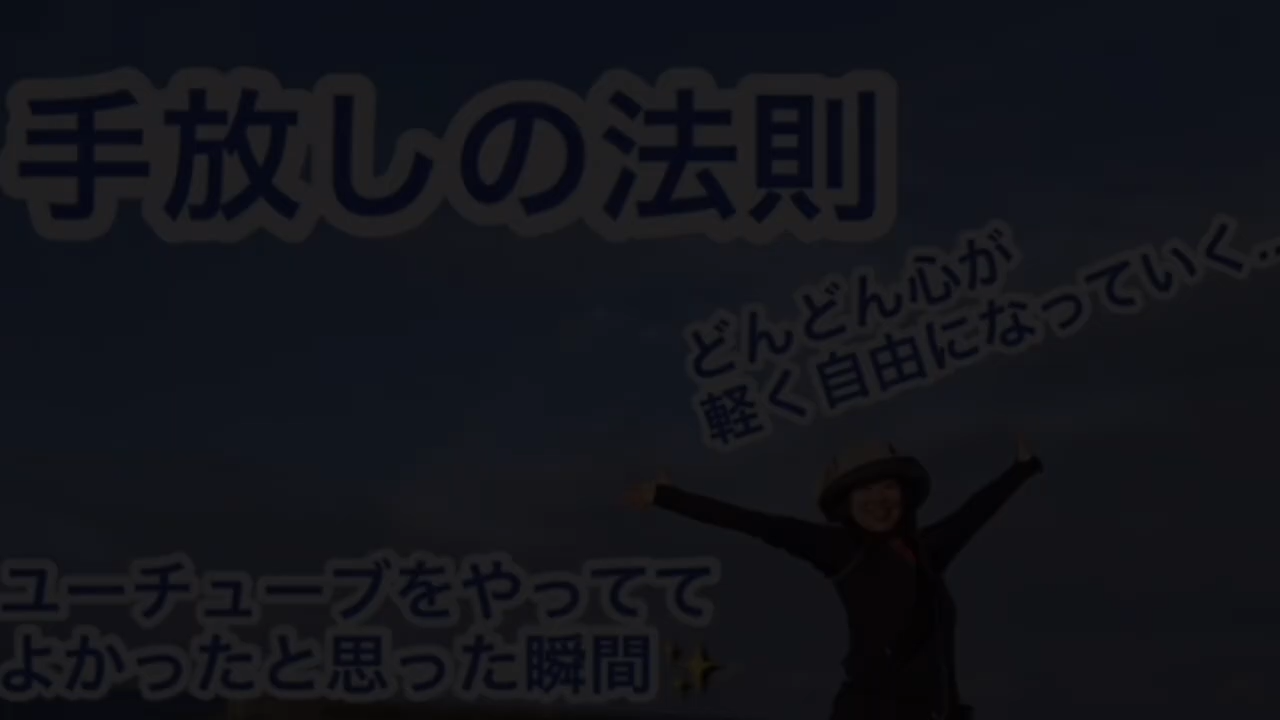 手放しの法則
どんどん心が
軽く自由になっていく…
ユーチューブをやってて
よかったと思った瞬間✨